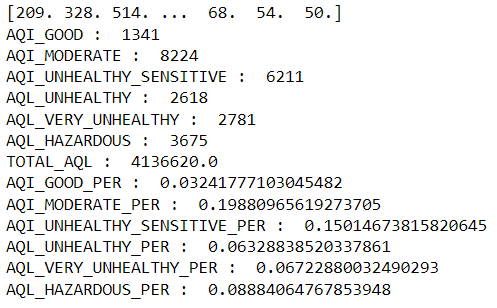 [209. 328. 514. ...  68.  54.  50.]
AQI_GOOD :  1341
AQI_MODERATE :  8224
AQI_UNHEALTHY_SENSITIVE :  6211
AQL_UNHEALTHY :  2618
AQL_VERY_UNHEALTHY :  2781
AQL_HAZARDOUS :  3675
TOTAL_AQL :  4136620.0
AQI_GOOD_PER :  0.03241777103045482
AQI_MODERATE_PER :  0.19880965619273705
AQI_UNHEALTHY_SENSITIVE_PER :  0.15014673815820645
AQL_UNHEALTHY_PER :  0.06328838520337861
AQL_VERY_UNHEALTHY_PER :  0.06722880032490293
AQL_HAZARDOUS_PER :  0.08884064767853948